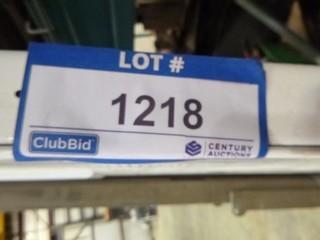 LOT #
1218
ClubBid
CENTURY
AUCTIONS